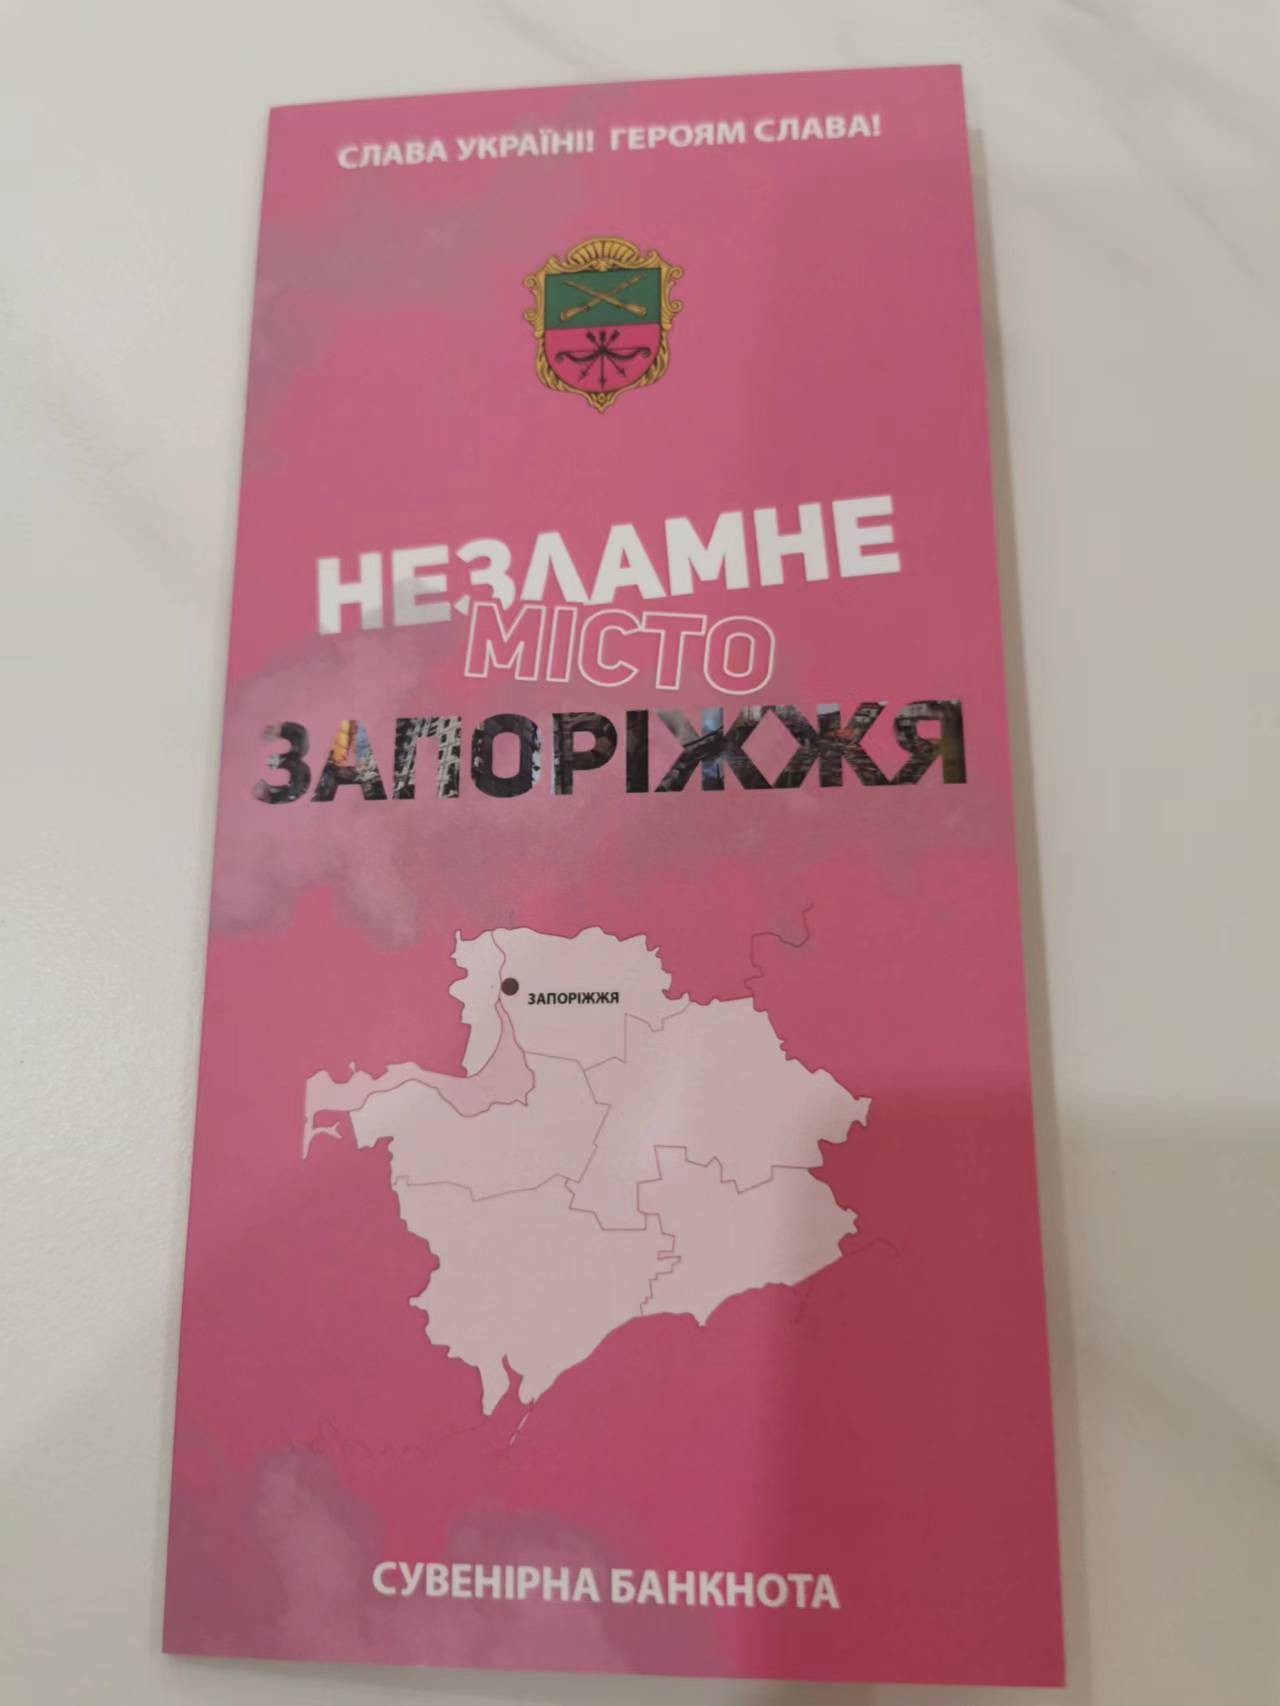 СЛАВА УКРАЇНІ! ГЕРОЯМ СЛАВА!
НЕЗЛАМНЕ
МІСТО
ЗАПОРІЖЖЯ
ЗАПОРІЖЖЯ
СУВЕНІРНА БАНКНОТА